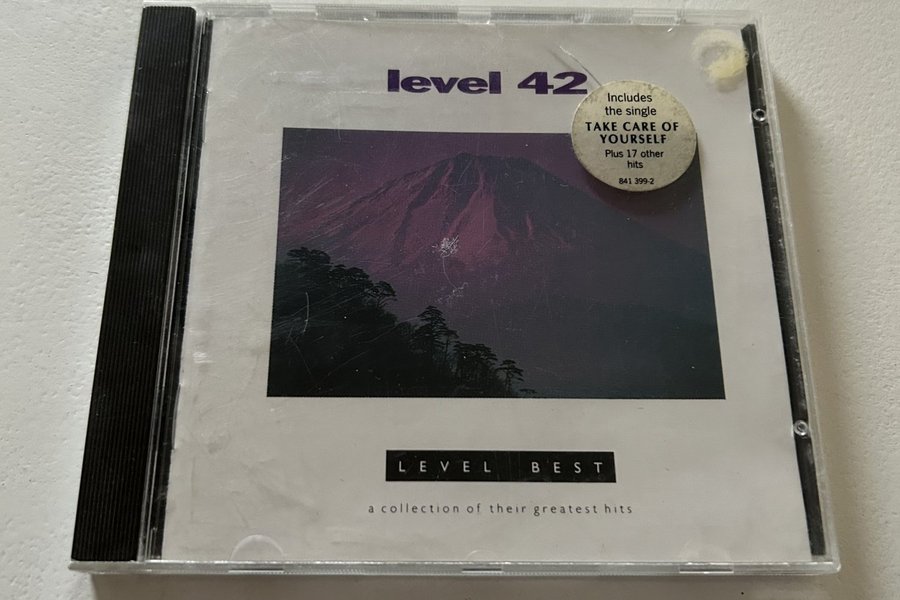 level 42
Includes
the single
TAKE CARE OF
YOURSELF
Plus 17 other
hits
841 399-2
LEVEL BEST
a collection of their greatest hits